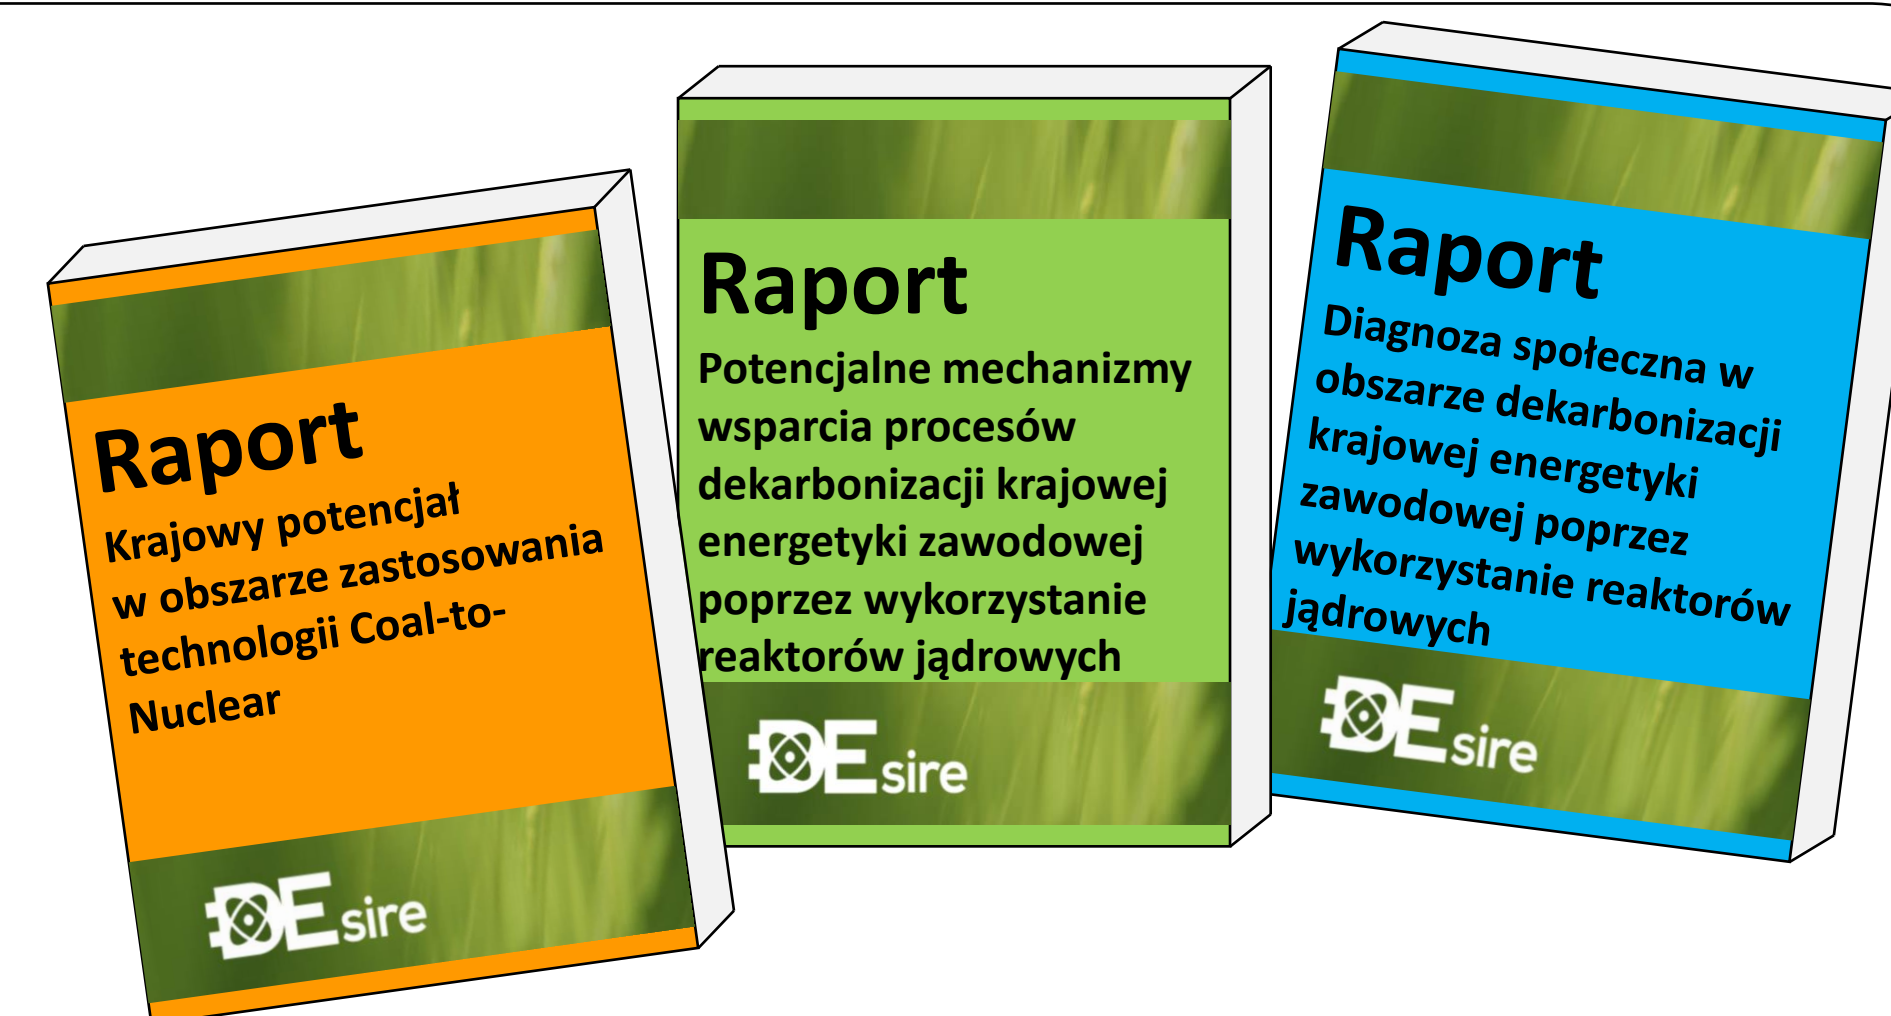 Raport
Krajowy potencjał
w obszarze zastosowania
technologii Coal-to-
Nuclear
DEsire
Raport
Potencjalne mechanizmy
wsparcia procesów
dekarbonizacji krajowej
energetyki zawodowej
poprzez wykorzystanie
reaktorów jądrowych
DEsire
Raport
Diagnoza społeczna w
obszarze dekarbonizacji
krajowej energetyki
zawodowej poprzez
wykorzystanie reaktorów
jądrowych
DEsire